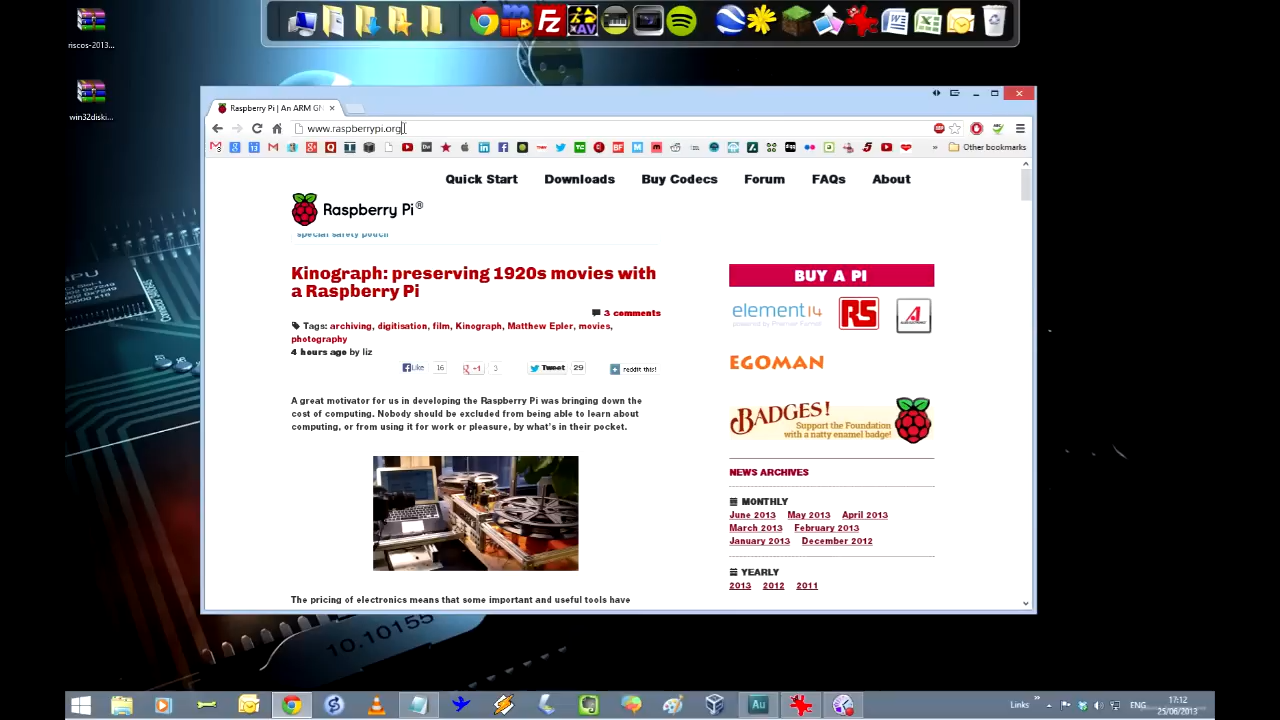 riscos-2013...
win32diski...
Raspberry Pi | An ARM GN
www.raspberrypi.org
Other bookmarks
Quick Start Downloads Buy Codecs Forum FAQs About
Raspberry Pi®
special safety pouch
Kinograph: preserving 1920s movies with
a Raspberry Pi
3 comments
Tags: archiving, digitisation, film, Kinograph, Matthew Epler, movies,
photography
4 hours ago by liz
Like 16 +1 3 Tweet 29 reddit this!
A great motivator for us in developing the Raspberry Pi was bringing down the
cost of computing. Nobody should be excluded from being able to learn about
computing, or from using it for work or pleasure, by what's in their pocket.
The pricing of electronics means that some important and useful tools have
BUY A PI
element14
RS
EGOMAN
BADGES!
Support the Foundation
with a natty enamel badge!
NEWS ARCHIVES
MONTHLY
June 2013 May 2013 April 2013
March 2013 February 2013
January 2013 December 2012
YEARLY
2013 2012 2011
10.10155
Links
ENG
17:12
25/06/2013